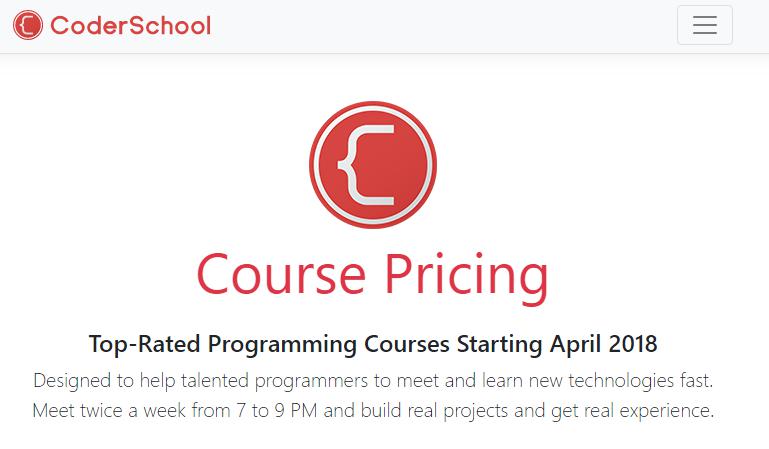 CoderSchool
Course Pricing
Top-Rated Programming Courses Starting April 2018
Designed to help talented programmers to meet and learn new technologies fast.
Meet twice a week from 7 to 9 PM and build real projects and get real experience.